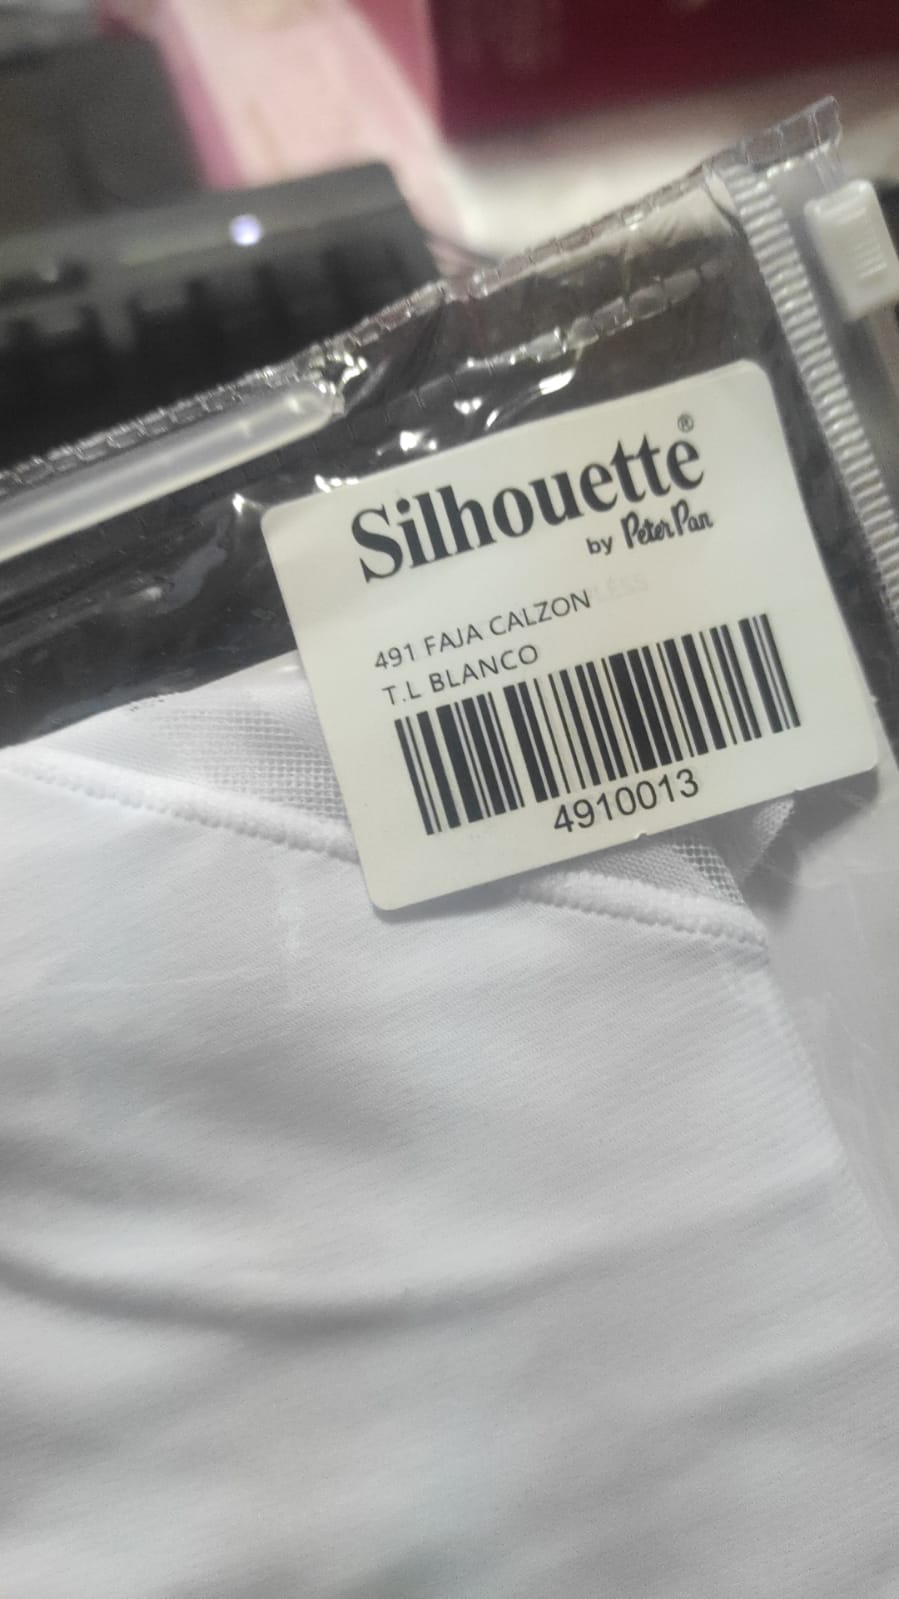 Silhouette®
by Peter Pan
491 FAJA CALZON
T.L BLANCO
4910013